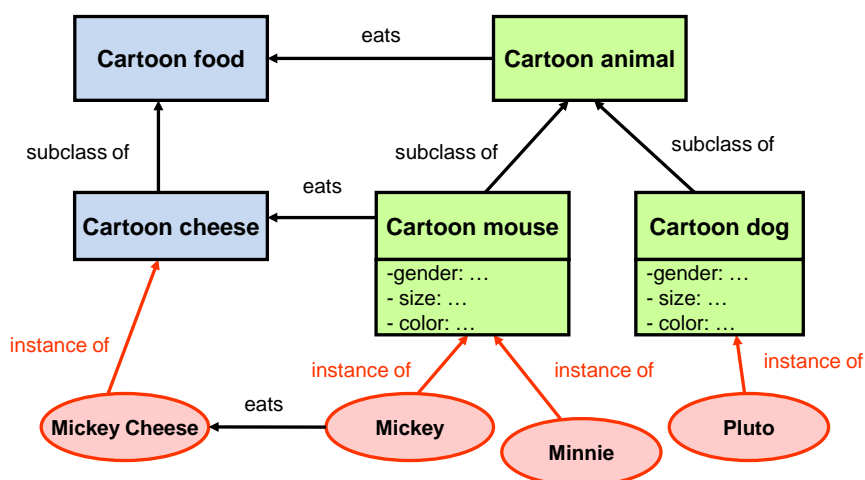 eats
Cartoon food
Cartoon animal
subclass of
subclass of
subclass of
eats
Cartoon cheese
Cartoon mouse
Cartoon dog
-gender: …
- size: …
- color: …
-gender: …
- size: …
- color: …
instance of
instance of
instance of
instance of
eats
Mickey Cheese
Mickey
Minnie
Pluto